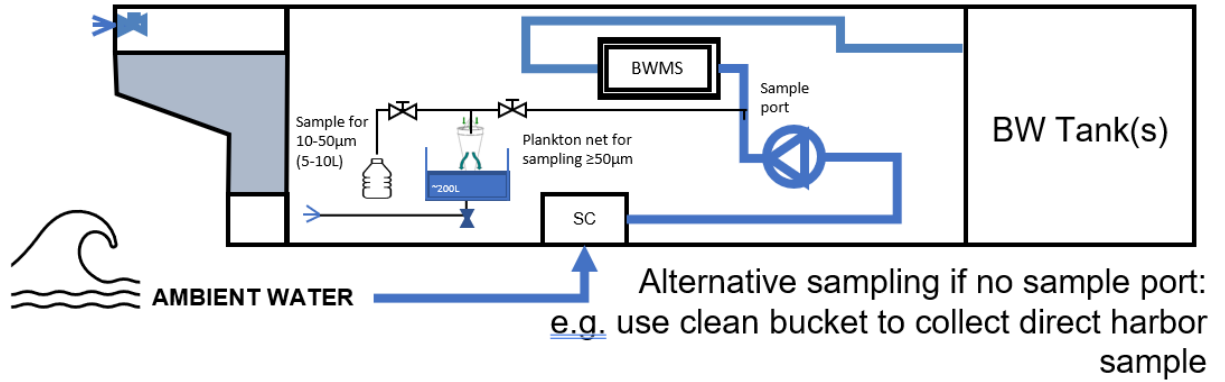 BWMS
Sample
port
Sample for
10-50μm
(5-10L)
Plankton net for
sampling ≥50μm
~200L
BW Tank(s)
SC
AMBIENT WATER
Alternative sampling if no sample port:
e.g. use clean bucket to collect direct harbor
sample